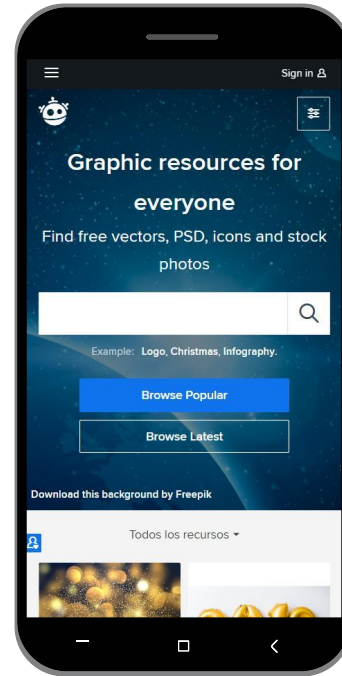 Sign in
Graphic resources for
everyone
Find free vectors, PSD, icons and stock
photos
Example: Logo, Christmas, Infography.
Browse Popular
Browse Latest
Download this background by Freepik
Todos los recursos